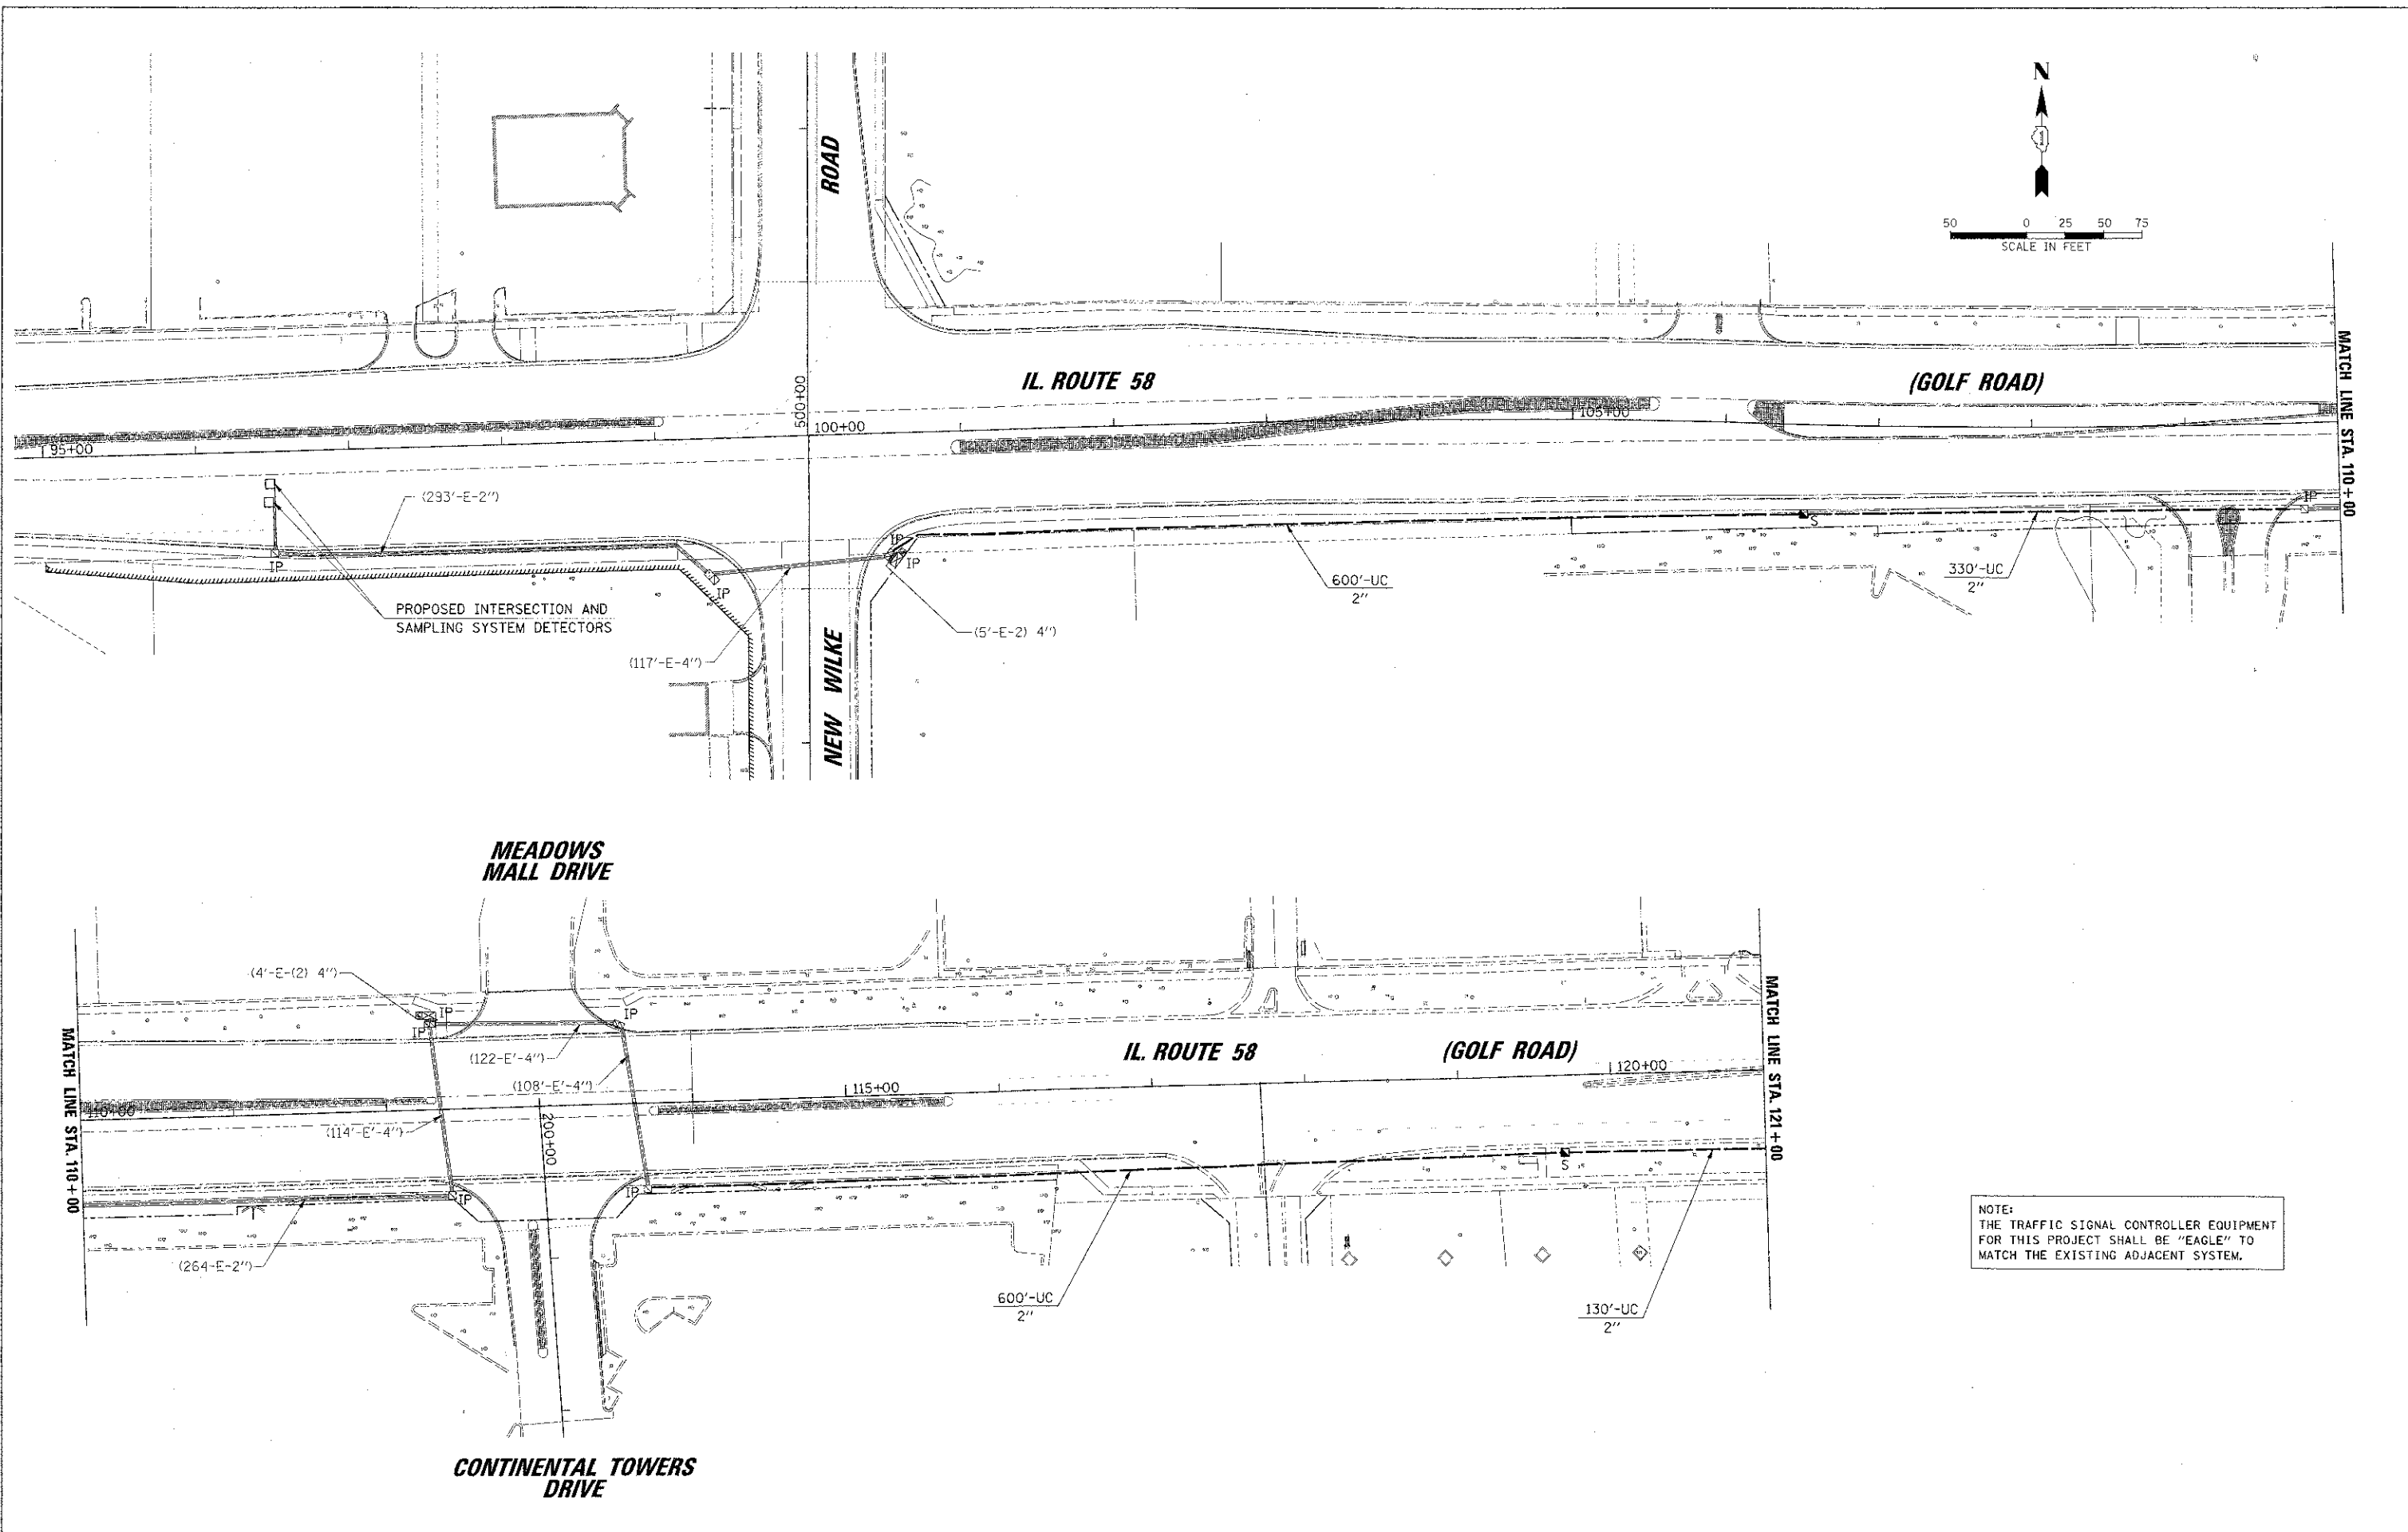 N
50 0 25 50 75
SCALE IN FEET
ROAD
IL. ROUTE 58
(GOLF ROAD)
MATCH LINE STA. 110+00
500+00
100+00
105+00
95+00
(293'-E-2")
IP
IP
IP
IP
IP
S
PROPOSED INTERSECTION AND
SAMPLING SYSTEM DETECTORS
600'-UC
2"
330'-UC
2"
(5'-E-2) 4")
(117'-E-4")
NEW WILKE
MEADOWS
MALL DRIVE
(4'-E-(2) 4")
IP
IP
IP
MATCH LINE STA. 110+00
MATCH LINE STA. 121+00
(122-E'-4")
(108'-E'-4")
IL. ROUTE 58
(GOLF ROAD)
120+00
115+00
110+00
(114'-E'-4")
200+00
IP
IP
S
(264-E-2")
600'-UC
2"
130'-UC
2"
NOTE:
THE TRAFFIC SIGNAL CONTROLLER EQUIPMENT
FOR THIS PROJECT SHALL BE "EAGLE" TO
MATCH THE EXISTING ADJACENT SYSTEM.
CONTINENTAL TOWERS
DRIVE